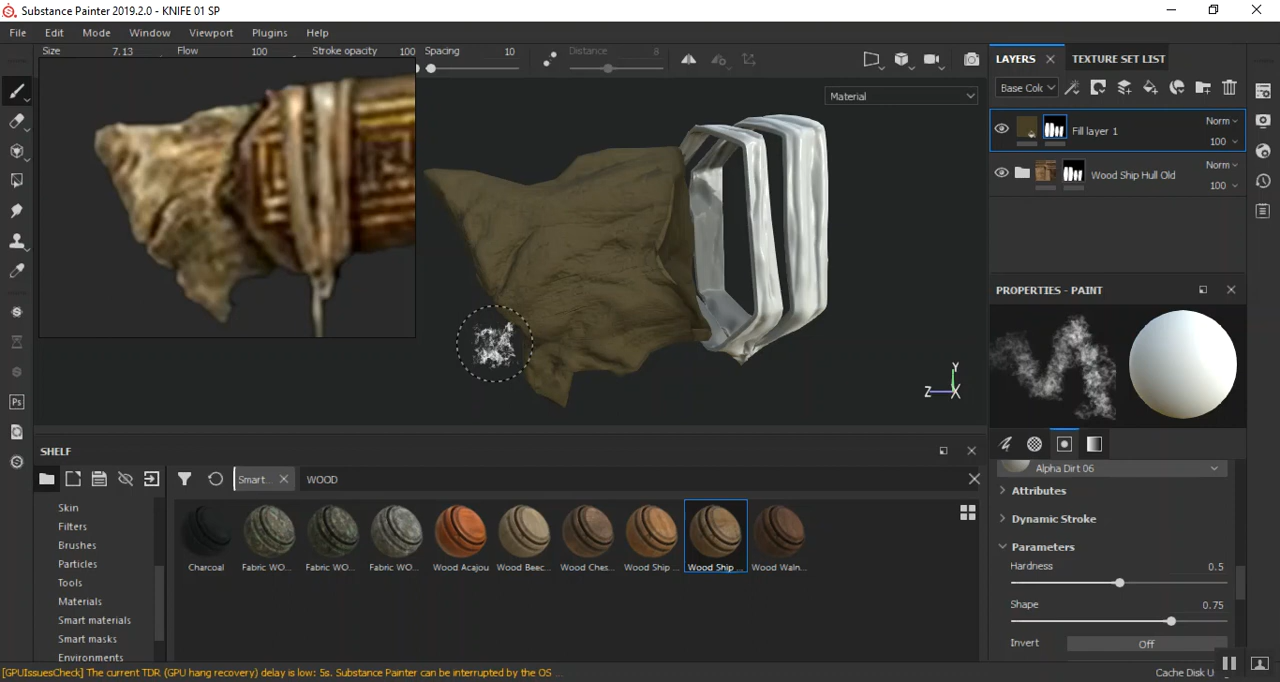 Substance Painter 2019.2.0 - KNIFE 01 SP
File Edit Mode Window Viewport Plugins Help
Size 7.13 Flow 100 Stroke opacity 100 Spacing 10 Distance 8
LAYERS TEXTURE SET LIST
Base Col
Material
Norm
Fill layer 1
100
Norm
Wood Ship Hull Old
100
PROPERTIES - PAINT
Alpha Dirt 06
Attributes
Dynamic Stroke
Parameters
Hardness 0.5
Shape 0.75
Invert Off
Y
Z X
SHELF
Smart... WOOD
Skin
Filters
Brushes
Particles
Tools
Materials
Smart materials
Smart masks
Environments
Charcoal Fabric WO... Fabric WO... Fabric WO... Wood Acajou Wood Beec... Wood Ches... Wood Ship ... Wood Ship ... Wood Waln...
Ps
[GPUIssuesCheck] The current TDR (GPU hang recovery) delay is low: 5s. Substance Painter can be interrupted by the OS ...
Cache Disk U